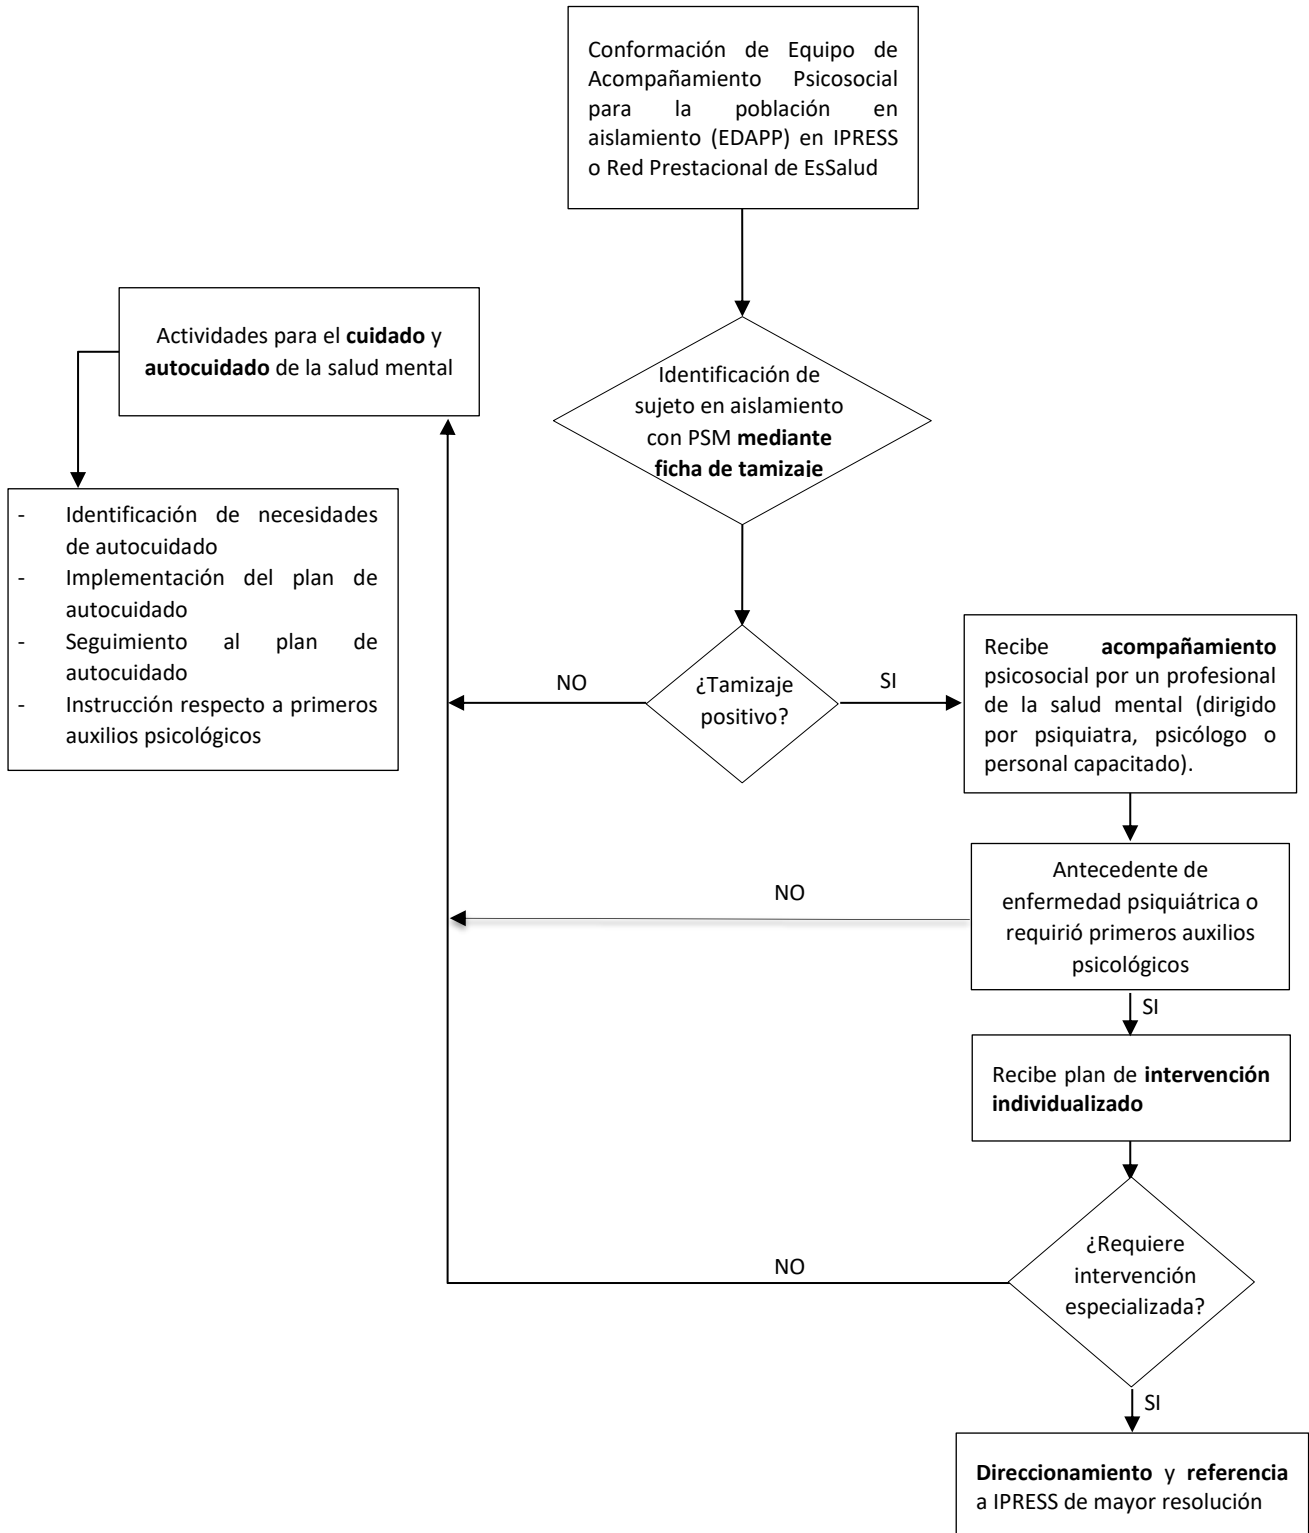 Conformación de Equipo de
Acompañamiento Psicosocial
para la población en
aislamiento (EDAPP) en IPRESS
o Red Prestacional de EsSalud
Actividades para el cuidado y
autocuidado de la salud mental
Identificación de
sujeto en aislamiento
con PSM mediante
ficha de tamizaje
- Identificación de necesidades
de autocuidado
- Implementación del plan de
autocuidado
- Seguimiento al plan de
autocuidado
- Instrucción respecto a primeros
auxilios psicológicos
NO
¿Tamizaje
positivo?
SI
Recibe acompañamiento
psicosocial por un profesional
de la salud mental (dirigido
por psiquiatra, psicólogo o
personal capacitado).
NO
Antecedente de
enfermedad psiquiátrica o
requirió primeros auxilios
psicológicos
SI
Recibe plan de intervención
individualizado
NO
¿Requiere
intervención
especializada?
SI
Direccionamiento y referencia
a IPRESS de mayor resolución